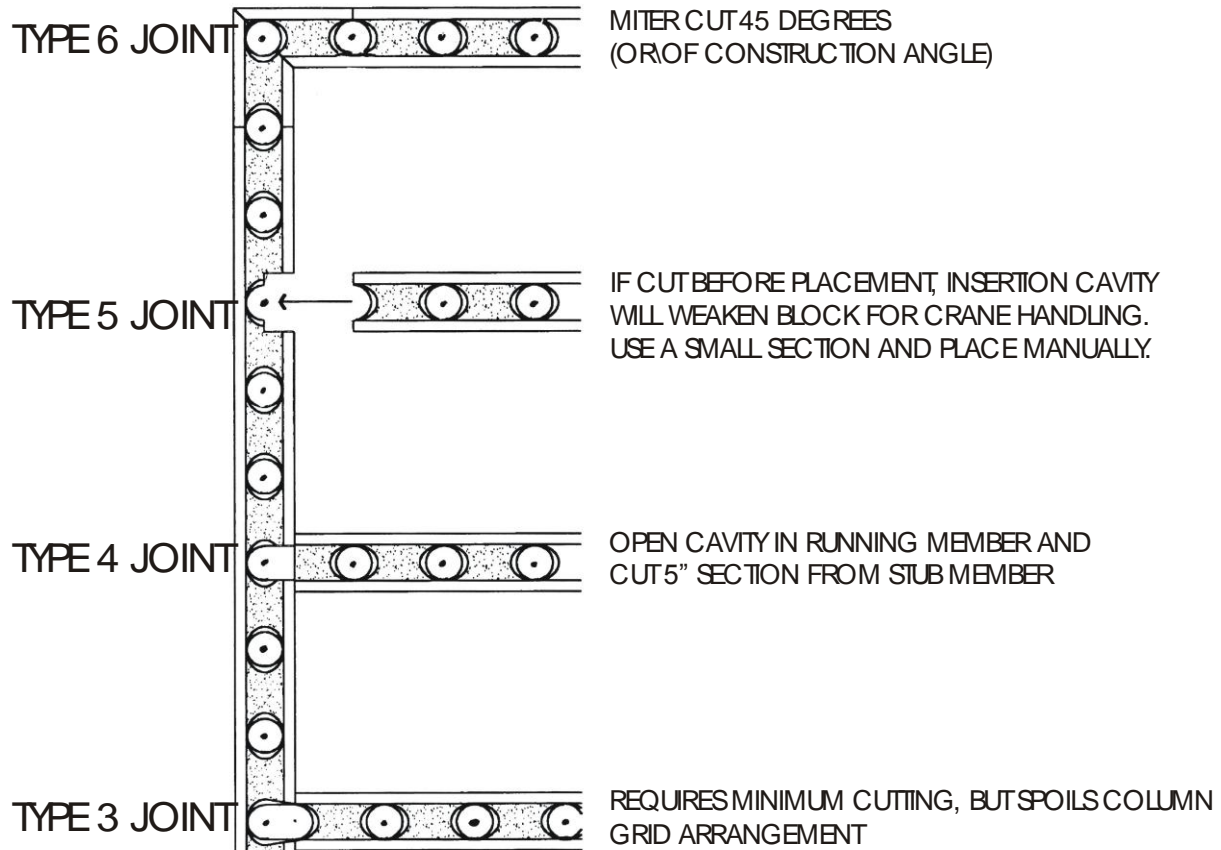 TYPE 6 JOINT
MITER CUT 45 DEGREES
(OR\OF CONSTRUCTION ANGLE)
TYPE 5 JOINT
IF CUT BEFORE PLACEMENT, INSERTION CAVITY
WILL WEAKEN BLOCK FOR CRANE HANDLING.
USE A SMALL SECTION AND PLACE MANUALLY.
TYPE 4 JOINT
OPEN CAVITY IN RUNNING MEMBER AND
CUT 5" SECTION FROM STUB MEMBER
TYPE 3 JOINT
REQUIRES MINIMUM CUTTING, BUT SPOILS COLUMN
GRID ARRANGEMENT